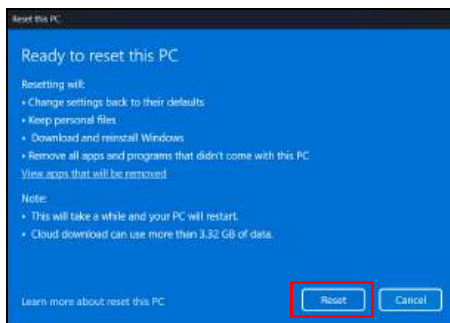 Reset this PC
Ready to reset this PC
Resetting will:
• Change settings back to their defaults
• Keep personal files
• Download and reinstall Windows
• Remove all apps and programs that didn't come with this PC
View apps that will be removed
Note:
• This will take a while and your PC will restart.
• Cloud download can use more than 3.32 GB of data.
Learn more about reset this PC
Reset
Cancel